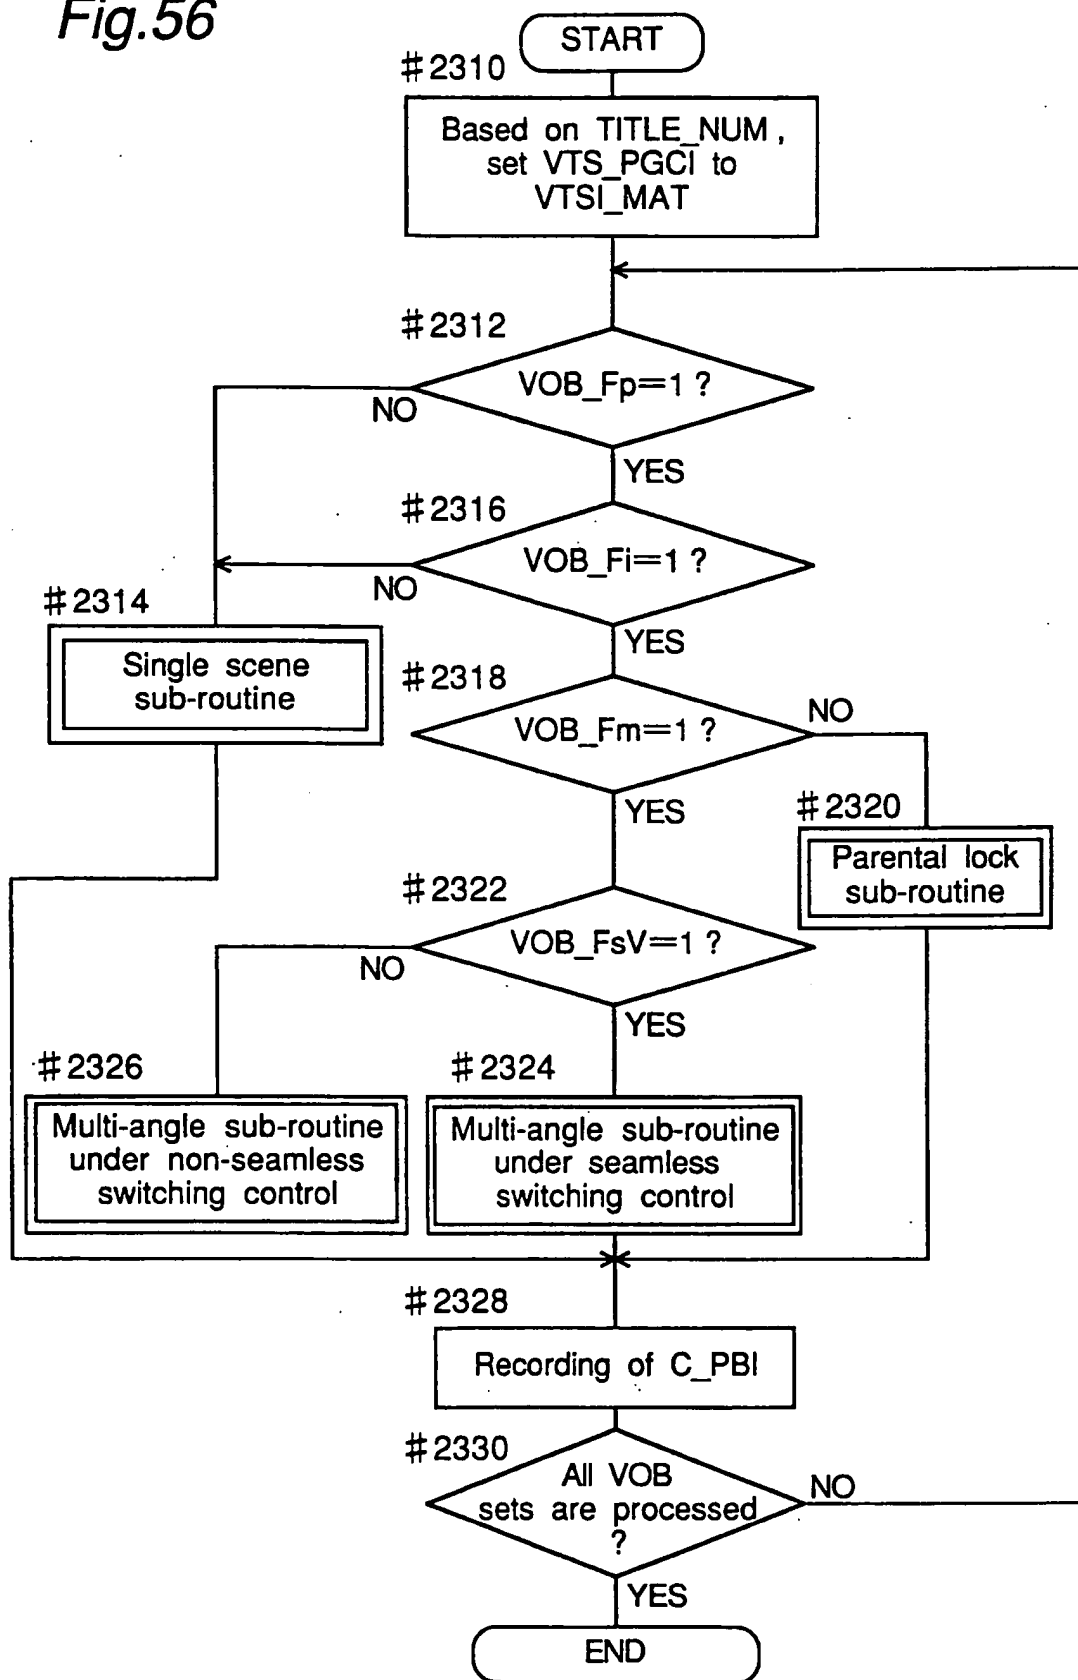 Fig.56
START
#2310
Based on TITLE_NUM,
set VTS_PGCI to
VTSI_MAT
#2312
VOB_Fp=1 ?
NO
YES
#2316
VOB_Fi=1 ?
NO
YES
#2314
Single scene
sub-routine
#2318
VOB_Fm=1 ?
NO
YES
#2320
Parental lock
sub-routine
#2322
VOB_FsV=1 ?
NO
YES
#2326
Multi-angle sub-routine
under non-seamless
switching control
#2324
Multi-angle sub-routine
under seamless
switching control
#2328
Recording of C_PBI
#2330
All VOB
sets are processed
?
NO
YES
END